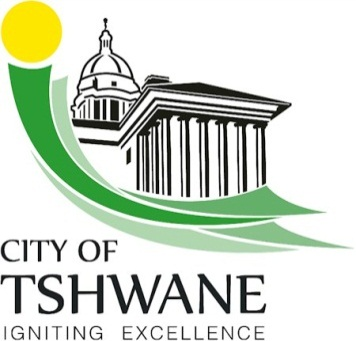 CITY OF
TSHWANE
IGNITING EXCELLENCE